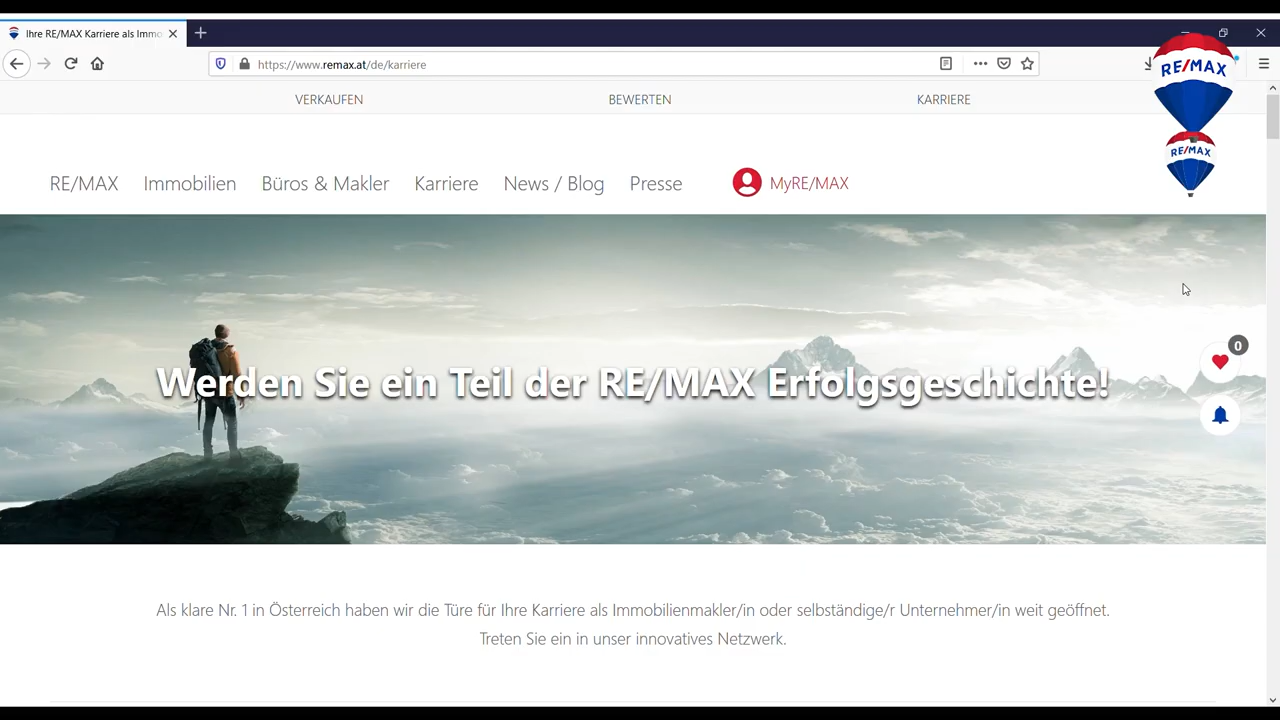 Ihre RE/MAX Karriere als Immo
https://www.remax.at/de/karriere
VERKAUFEN BEWERTEN KARRIERE
RE/MAX
RE/MAX
RE/MAX Immobilien Büros & Makler Karriere News / Blog Presse MyRE/MAX
0
Werden Sie ein Teil der RE/MAX Erfolgsgeschichte!
Als klare Nr. 1 in Österreich haben wir die Türe für Ihre Karriere als Immobilienmakler/in oder selbständige/r Unternehmer/in weit geöffnet.
Treten Sie ein in unser innovatives Netzwerk.